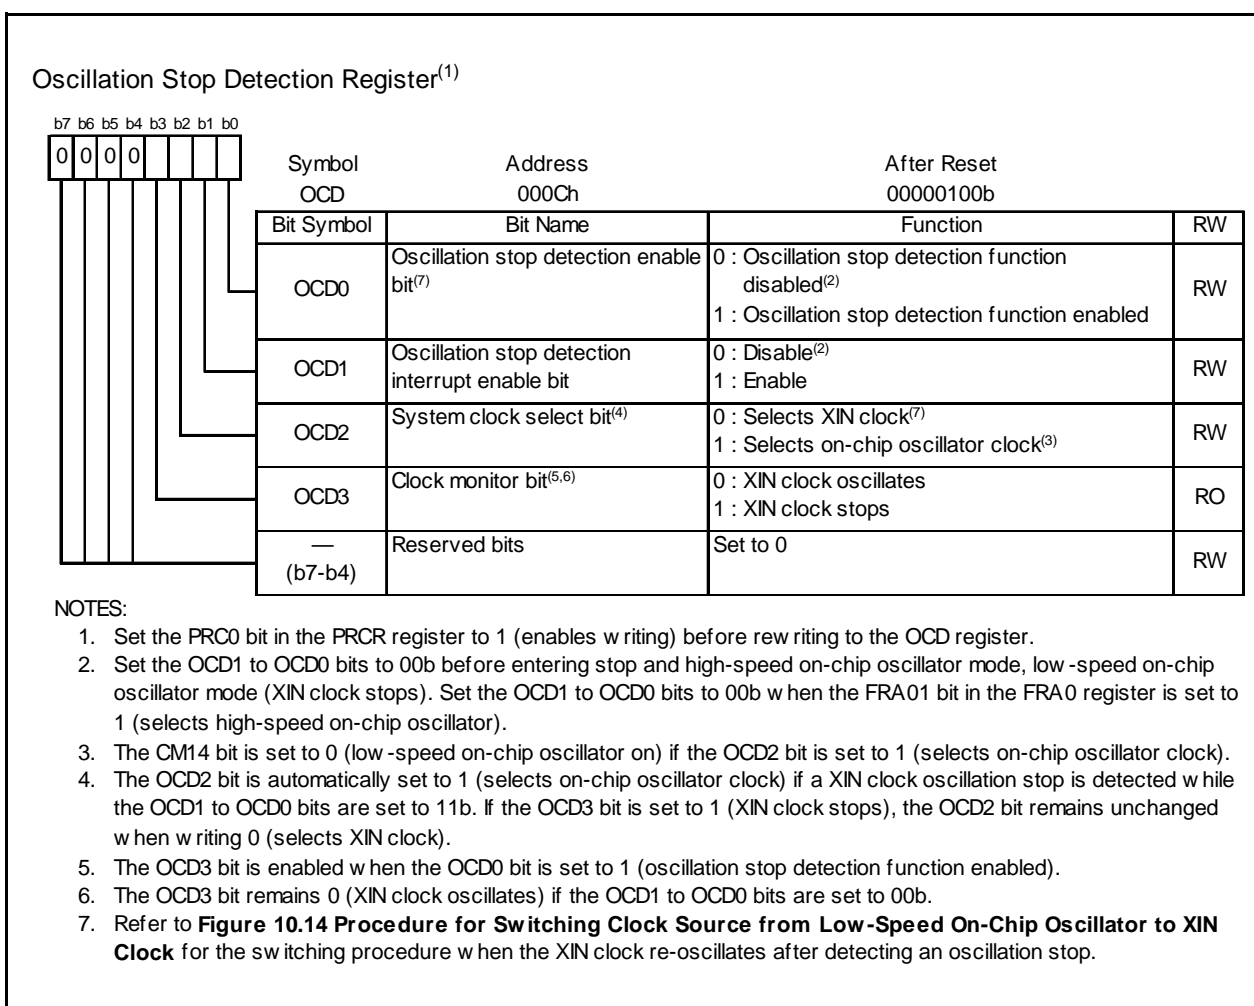 Oscillation Stop Detection Register(1)
b7 b6 b5 b4 b3 b2 b1 b0
0 0 0 0
Symbol Address After Reset
OCD 000Ch 00000100b
Bit Symbol Bit Name Function RW
OCD0 Oscillation stop detection enable bit(7) 0 : Oscillation stop detection function disabled(2) 1 : Oscillation stop detection function enabled RW
OCD1 Oscillation stop detection interrupt enable bit 0 : Disable(2) 1 : Enable RW
OCD2 System clock select bit(4) 0 : Selects XIN clock(7) 1 : Selects on-chip oscillator clock(3) RW
OCD3 Clock monitor bit(5,6) 0 : XIN clock oscillates 1 : XIN clock stops RO
— (b7-b4) Reserved bits Set to 0 RW
NOTES:
1. Set the PRC0 bit in the PRCR register to 1 (enables writing) before rewriting to the OCD register.
2. Set the OCD1 to OCD0 bits to 00b before entering stop and high-speed on-chip oscillator mode, low-speed on-chip
oscillator mode (XIN clock stops). Set the OCD1 to OCD0 bits to 00b when the FRA01 bit in the FRA0 register is set to
1 (selects high-speed on-chip oscillator).
3. The CM14 bit is set to 0 (low-speed on-chip oscillator on) if the OCD2 bit is set to 1 (selects on-chip oscillator clock).
4. The OCD2 bit is automatically set to 1 (selects on-chip oscillator clock) if a XIN clock oscillation stop is detected while
the OCD1 to OCD0 bits are set to 11b. If the OCD3 bit is set to 1 (XIN clock stops), the OCD2 bit remains unchanged
when writing 0 (selects XIN clock).
5. The OCD3 bit is enabled when the OCD0 bit is set to 1 (oscillation stop detection function enabled).
6. The OCD3 bit remains 0 (XIN clock oscillates) if the OCD1 to OCD0 bits are set to 00b.
7. Refer to Figure 10.14 Procedure for Switching Clock Source from Low-Speed On-Chip Oscillator to XIN
Clock for the switching procedure when the XIN clock re-oscillates after detecting an oscillation stop.